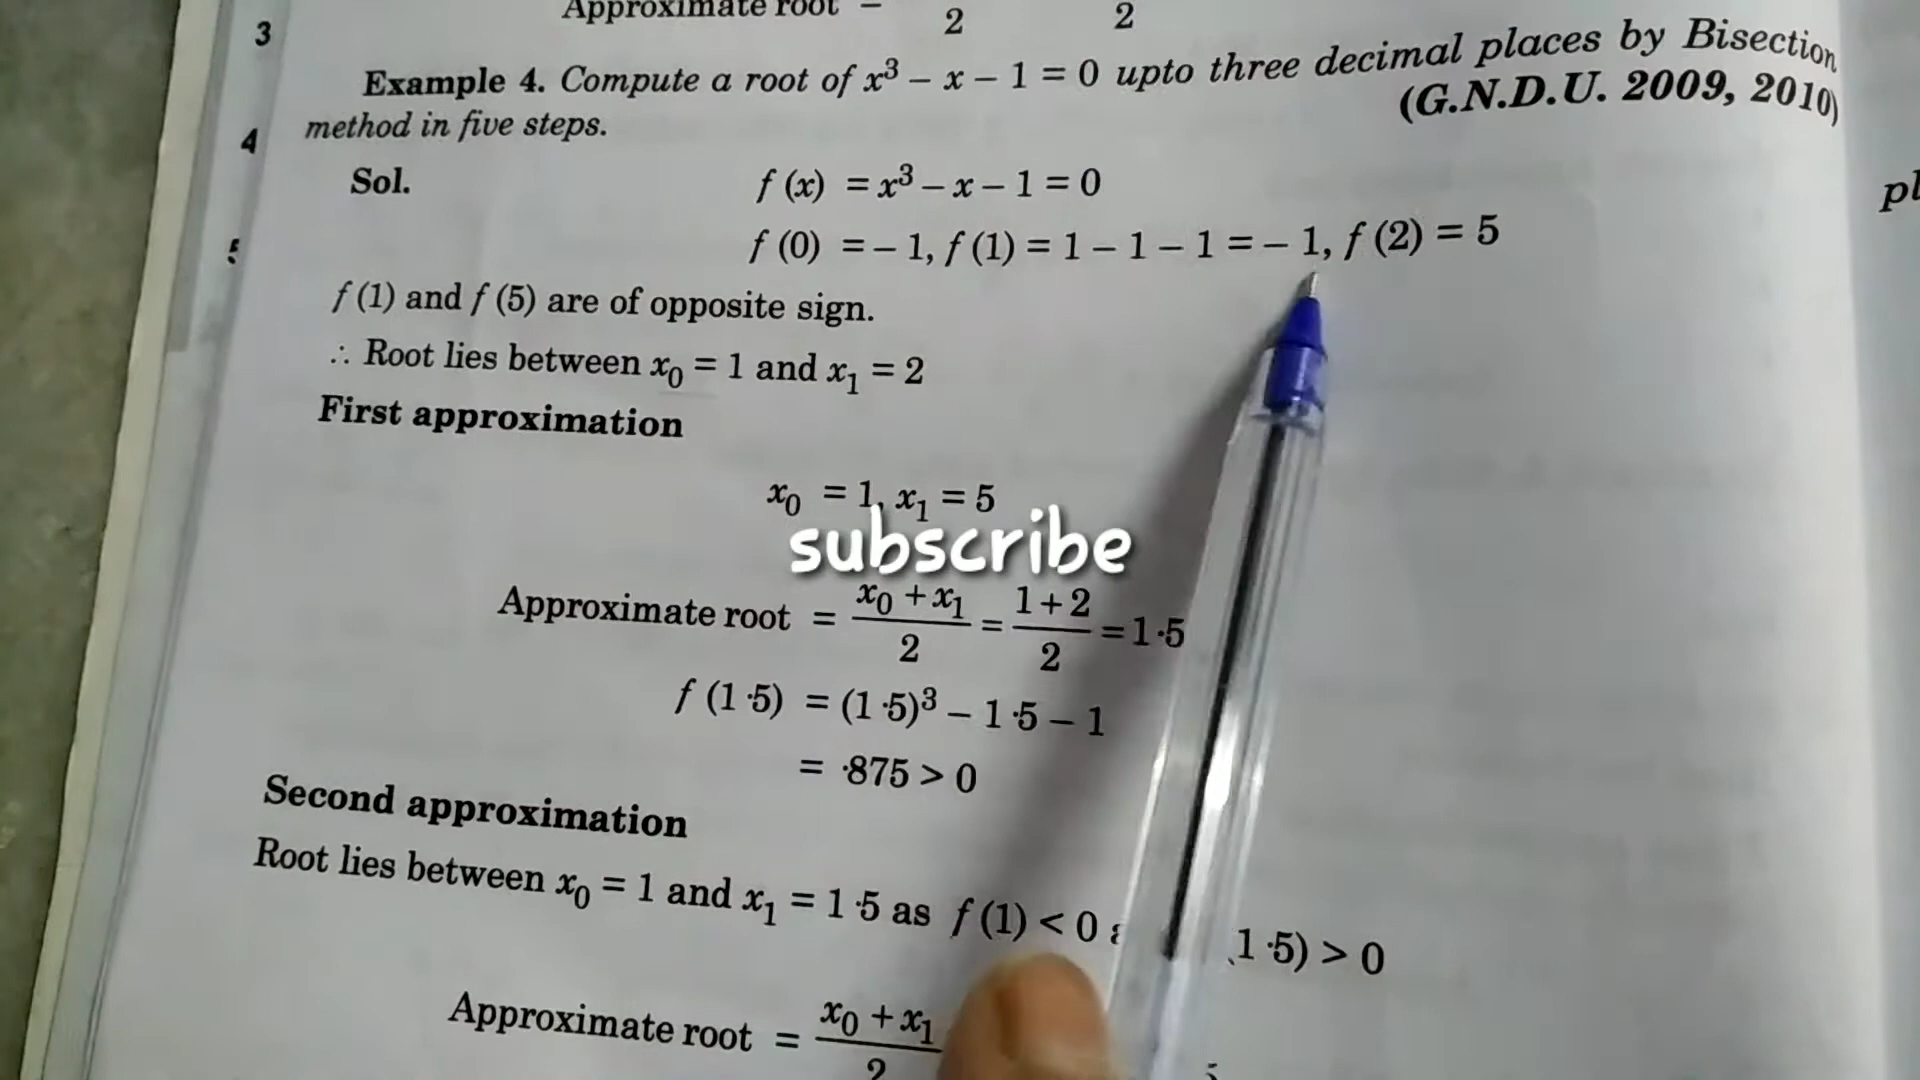 3
Approximate root =
2 2
Example 4. Compute a root of x³ – x – 1 = 0 upto three decimal places by Bisection
4
method in five steps. (G.N.D.U. 2009, 2010)
Sol. f (x) = x³ – x – 1 = 0
5
f (0) = – 1, f (1) = 1 – 1 – 1 = – 1, f (2) = 5
f (1) and f (5) are of opposite sign.
∴ Root lies between x₀ = 1 and x₁ = 2
First approximation
x₀ = 1, x₁ = 5
subscribe
Approximate root = (x₀ + x₁)/2 = (1 + 2)/2 = 1·5
f (1·5) = (1·5)³ – 1·5 – 1
= ·875 > 0
Second approximation
Root lies between x₀ = 1 and x₁ = 1·5 as f (1) < 0 1·5) > 0
Approximate root = (x₀ + x₁)/2
pl